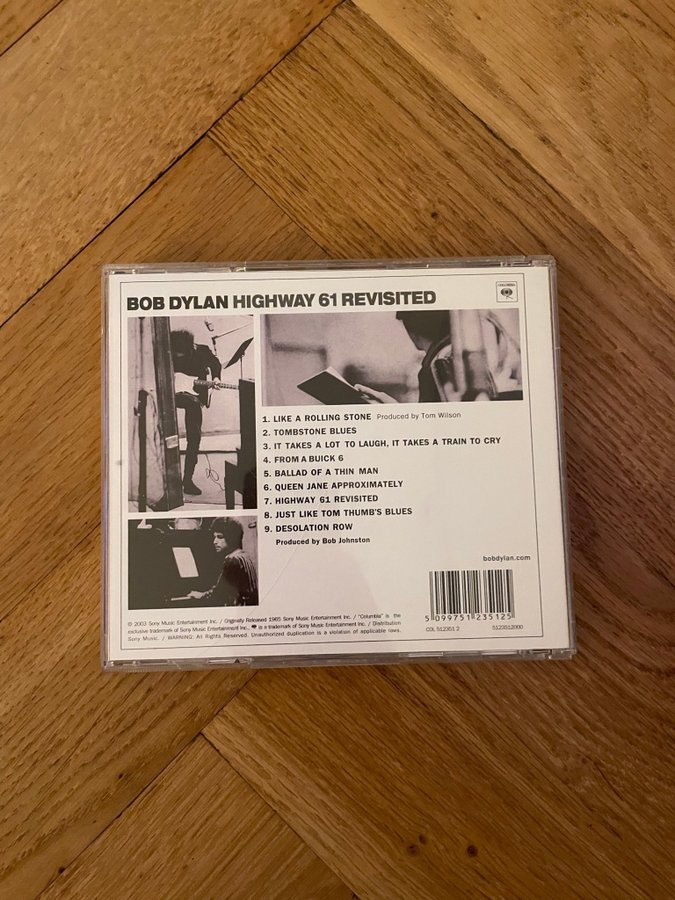 BOB DYLAN HIGHWAY 61 REVISITED
COLUMBIA
1. LIKE A ROLLING STONE Produced by Tom Wilson
2. TOMBSTONE BLUES
3. IT TAKES A LOT TO LAUGH, IT TAKES A TRAIN TO CRY
4. FROM A BUICK 6
5. BALLAD OF A THIN MAN
6. QUEEN JANE APPROXIMATELY
7. HIGHWAY 61 REVISITED
8. JUST LIKE TOM THUMB'S BLUES
9. DESOLATION ROW
Produced by Bob Johnston
bobdylan.com
© 2003 Sony Music Entertainment Inc. / Originally Released 1965 Sony Music Entertainment Inc. / "Columbia" is the
exclusive trademark of Sony Music Entertainment Inc., is a trademark of Sony Music Entertainment Inc. / Distribution
Sony Music. / WARNING: All Rights Reserved. Unauthorized duplication is a violation of applicable laws.
5 099751 235125
COL 512351 2 5123512000